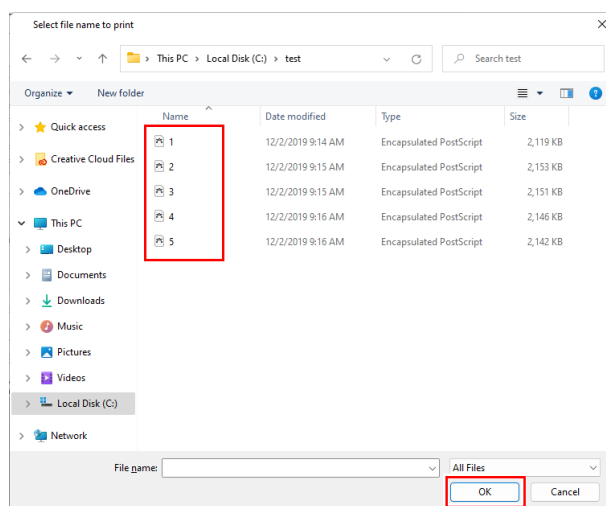 Select file name to print
This PC > Local Disk (C:) > test
Search test
Organize New folder
Name Date modified Type Size
Quick access
Creative Cloud Files
OneDrive
This PC
Desktop
Documents
Downloads
Music
Pictures
Videos
Local Disk (C:)
Network
1 12/2/2019 9:14 AM Encapsulated PostScript 2,119 KB
2 12/2/2019 9:15 AM Encapsulated PostScript 2,153 KB
3 12/2/2019 9:15 AM Encapsulated PostScript 2,151 KB
4 12/2/2019 9:16 AM Encapsulated PostScript 2,146 KB
5 12/2/2019 9:16 AM Encapsulated PostScript 2,142 KB
File name: All Files
OK Cancel